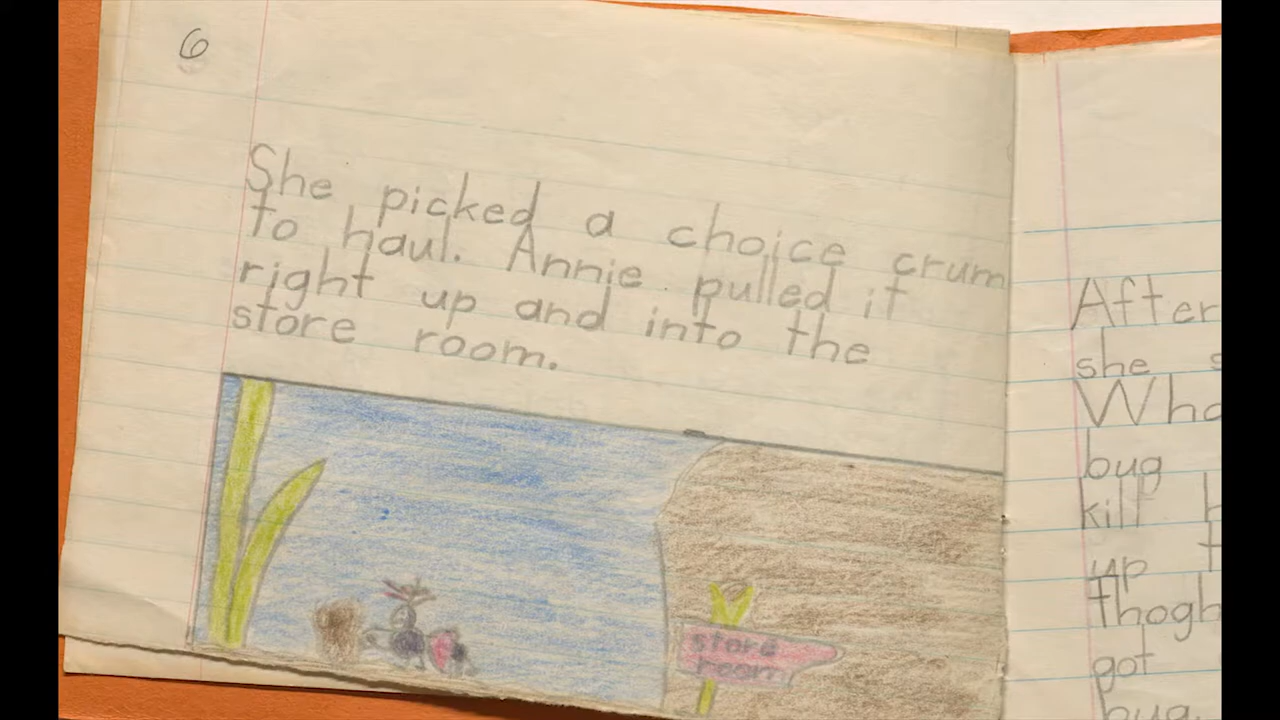 6
She picked a choice crum
to haul. Annie pulled it
right up and into the
store room.
store
room
After
she s
Wha
bug
kill h
up t
thogh
got
bug.